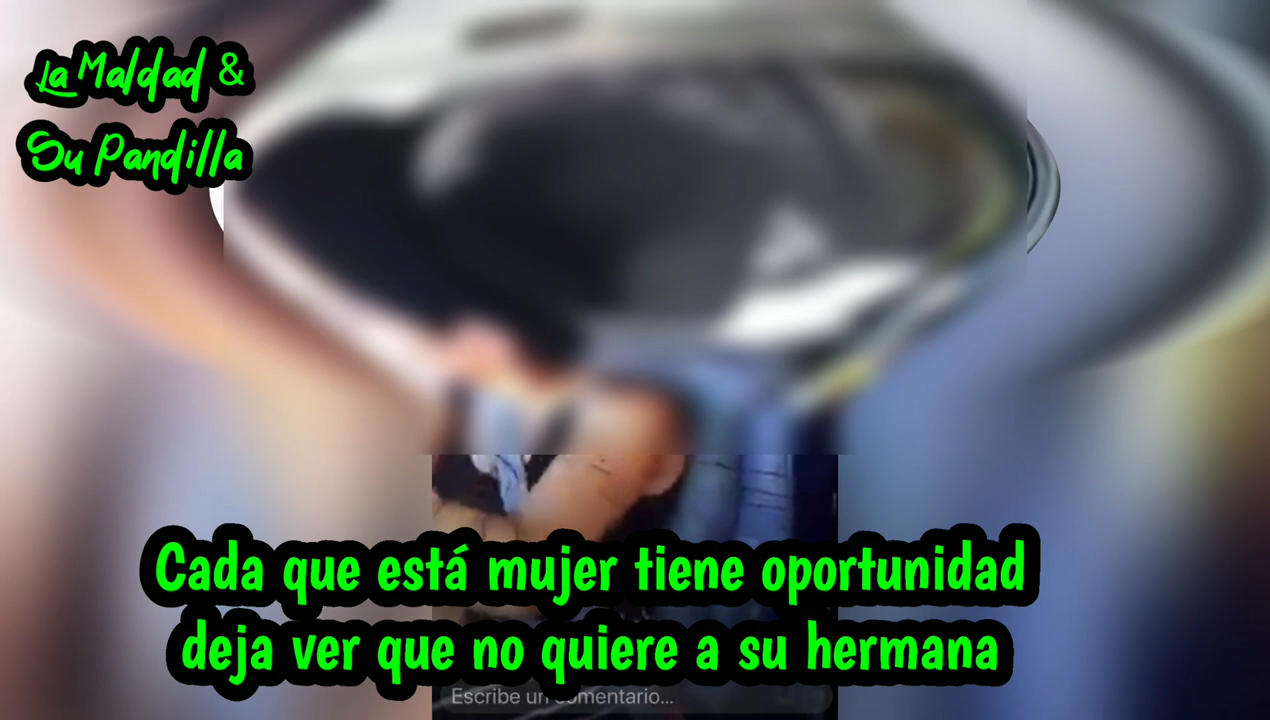 La Maldad &
Su Pandilla
Cada que está mujer tiene oportunidad
deja ver que no quiere a su hermana
Escribe un comentario...